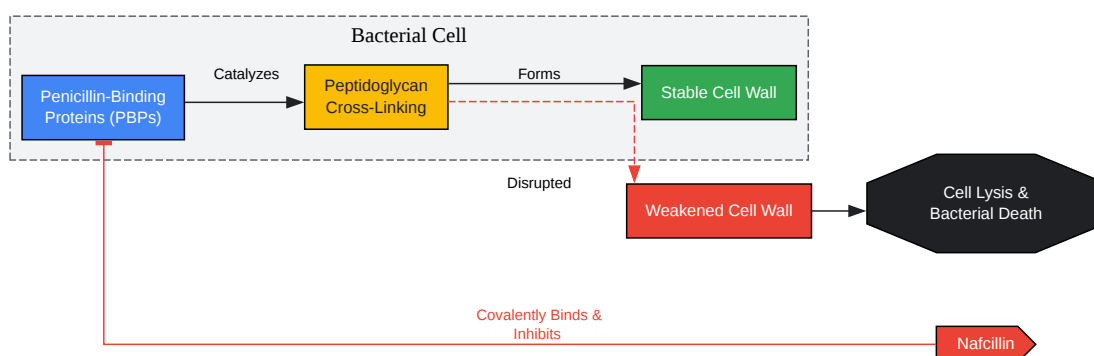 Bacterial Cell
Catalyzes
Forms
Penicillin-Binding
Proteins (PBPs)
Peptidoglycan
Cross-Linking
Stable Cell Wall
Disrupted
Weakened Cell Wall
Cell Lysis &
Bacterial Death
Covalently Binds &
Inhibits
Nafcillin